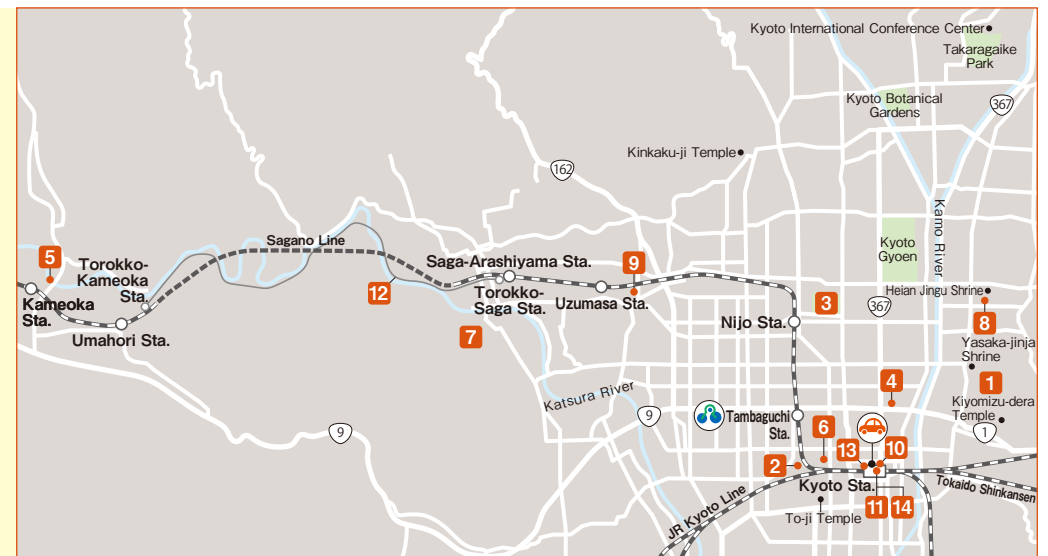 Kyoto International Conference Center
Takaragaike
Park
Kyoto Botanical
Gardens
367
Kinkaku-ji Temple
162
Kamo River
Sagano Line
5
Torokko-
Kameoka
Sta.
Kameoka
Sta.
Umahori Sta.
12
Saga-Arashiyama Sta.
Torokko-
Saga Sta.
9
Uzumasa Sta.
7
Kyoto
Gyoen
Heian Jingu Shrine
3
367
8
Nijo Sta.
Yasaka-jinja
Shrine
1
Katsura River
4
Kiyomizu-dera
Temple
9
9
Tambaguchi
Sta.
1
2
6
13
10
Kyoto Sta.
11
14
Tokaido Shinkansen
JR Kyoto Line
To-ji Temple